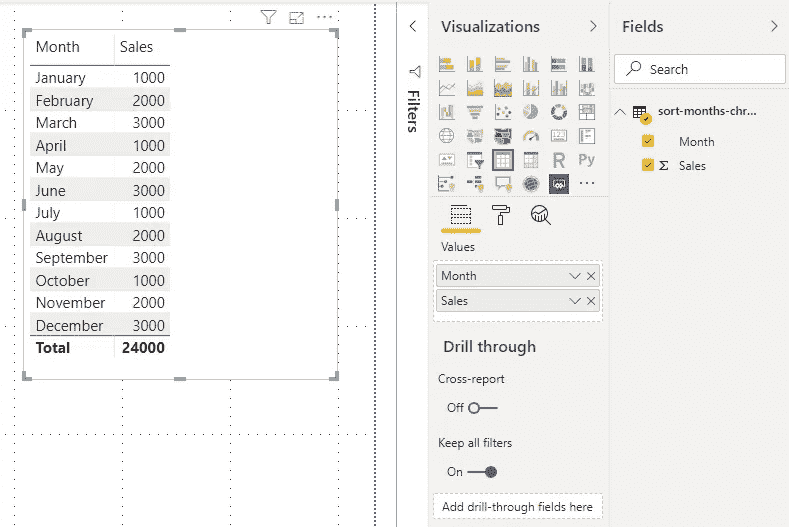 Month Sales
January 1000
February 2000
March 3000
April 1000
May 2000
June 3000
July 1000
August 2000
September 3000
October 1000
November 2000
December 3000
Total 24000
Filters
Visualizations
R Py
123
Values
Month
Sales
Drill through
Cross-report
Off
Keep all filters
On
Add drill-through fields here
Fields
Search
sort-months-chr...
Month
Σ Sales